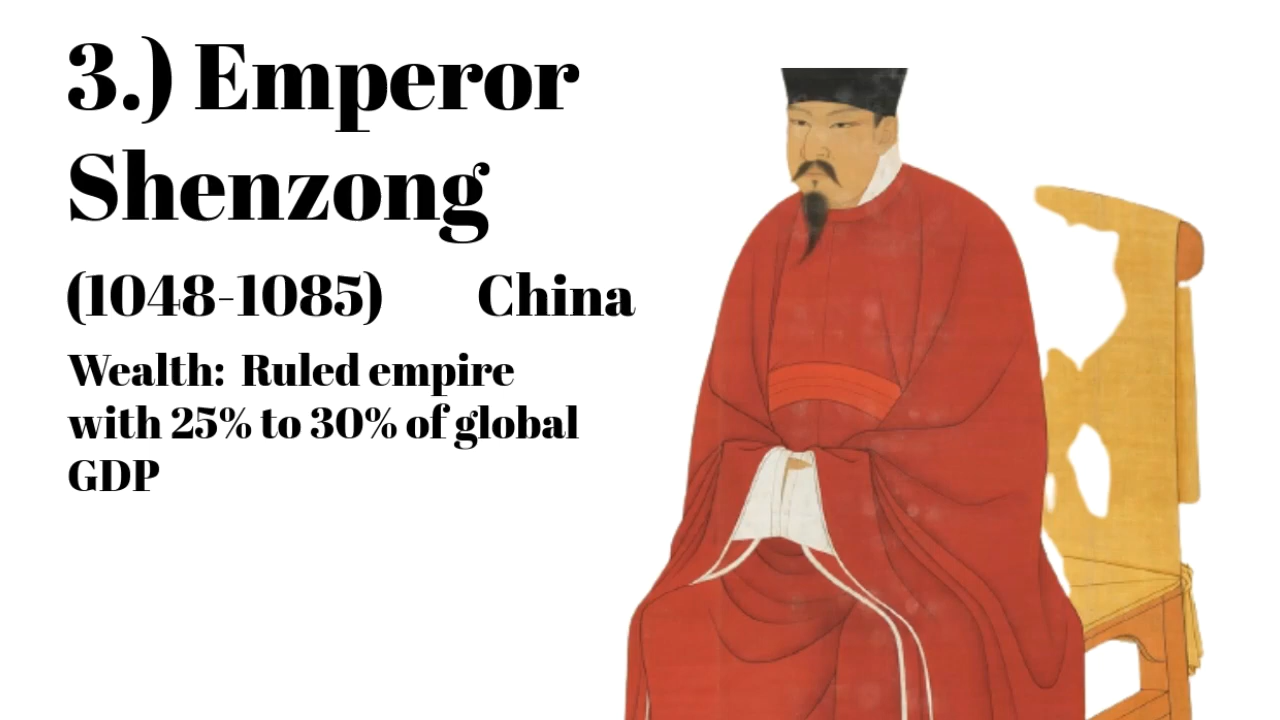 3.) Emperor
Shenzong
(1048-1085) China
Wealth: Ruled empire
with 25% to 30% of global
GDP